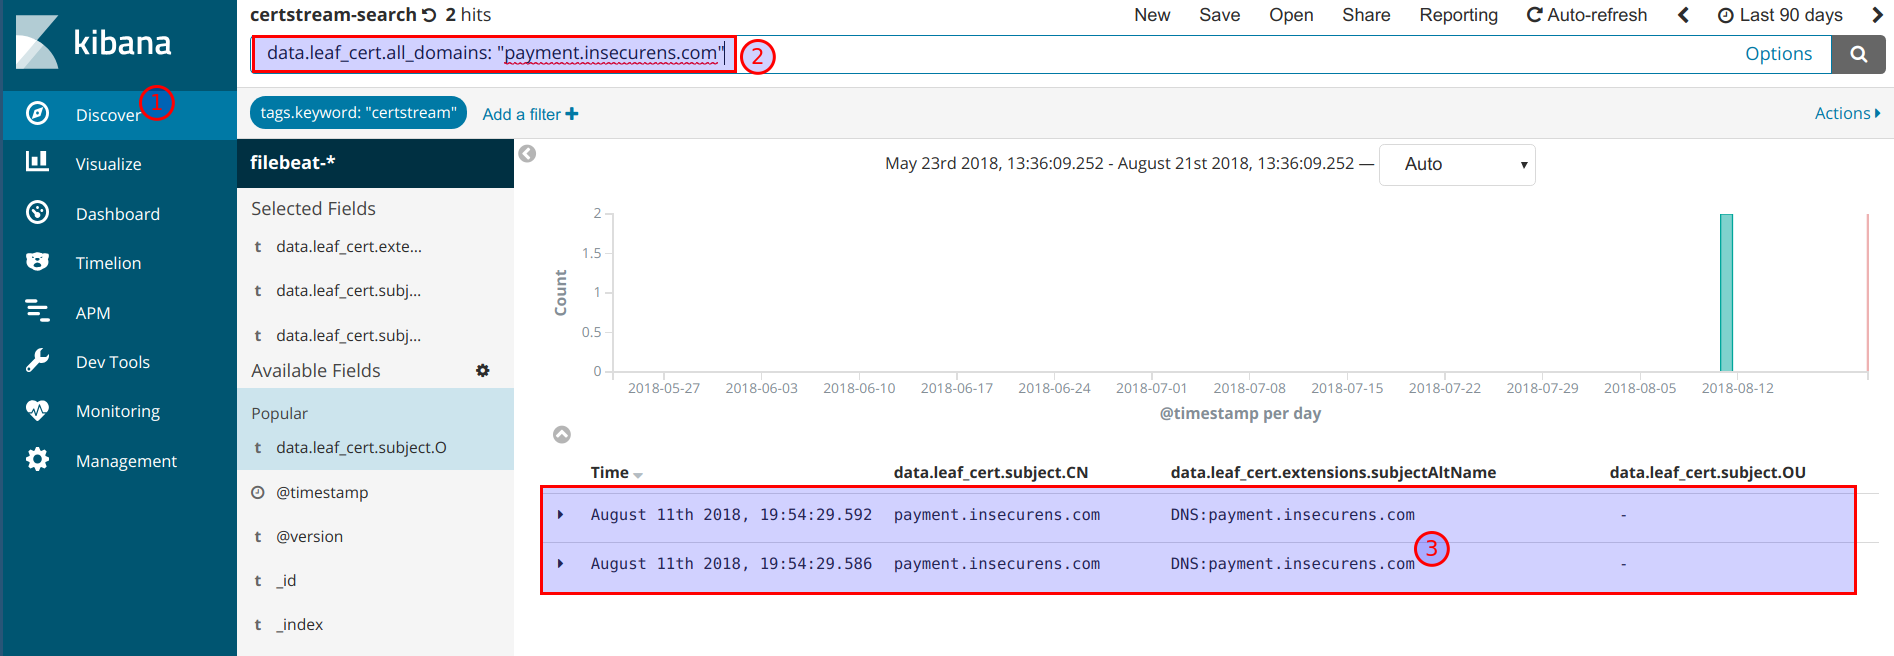 kibana
Discover
1
Visualize
Dashboard
Timelion
APM
Dev Tools
Monitoring
Management
certstream-search 2 hits
New Save Open Share Reporting Auto-refresh Last 90 days
data.leaf_cert.all_domains: "payment.insecurens.com"
2
Options
tags.keyword: "certstream" Add a filter
Actions
filebeat-*
Selected Fields
t data.leaf_cert.exte...
t data.leaf_cert.subj...
t data.leaf_cert.subj...
Available Fields
Popular
t data.leaf_cert.subject.O
@timestamp
t @version
t _id
t _index
May 23rd 2018, 13:36:09.252 - August 21st 2018, 13:36:09.252 — Auto
Count
2
1.5
1
0.5
0
2018-05-27 2018-06-03 2018-06-10 2018-06-17 2018-06-24 2018-07-01 2018-07-08 2018-07-15 2018-07-22 2018-07-29 2018-08-05 2018-08-12
@timestamp per day
Time data.leaf_cert.subject.CN data.leaf_cert.extensions.subjectAltName data.leaf_cert.subject.OU
August 11th 2018, 19:54:29.592 payment.insecurens.com DNS:payment.insecurens.com -
3
August 11th 2018, 19:54:29.586 payment.insecurens.com DNS:payment.insecurens.com -